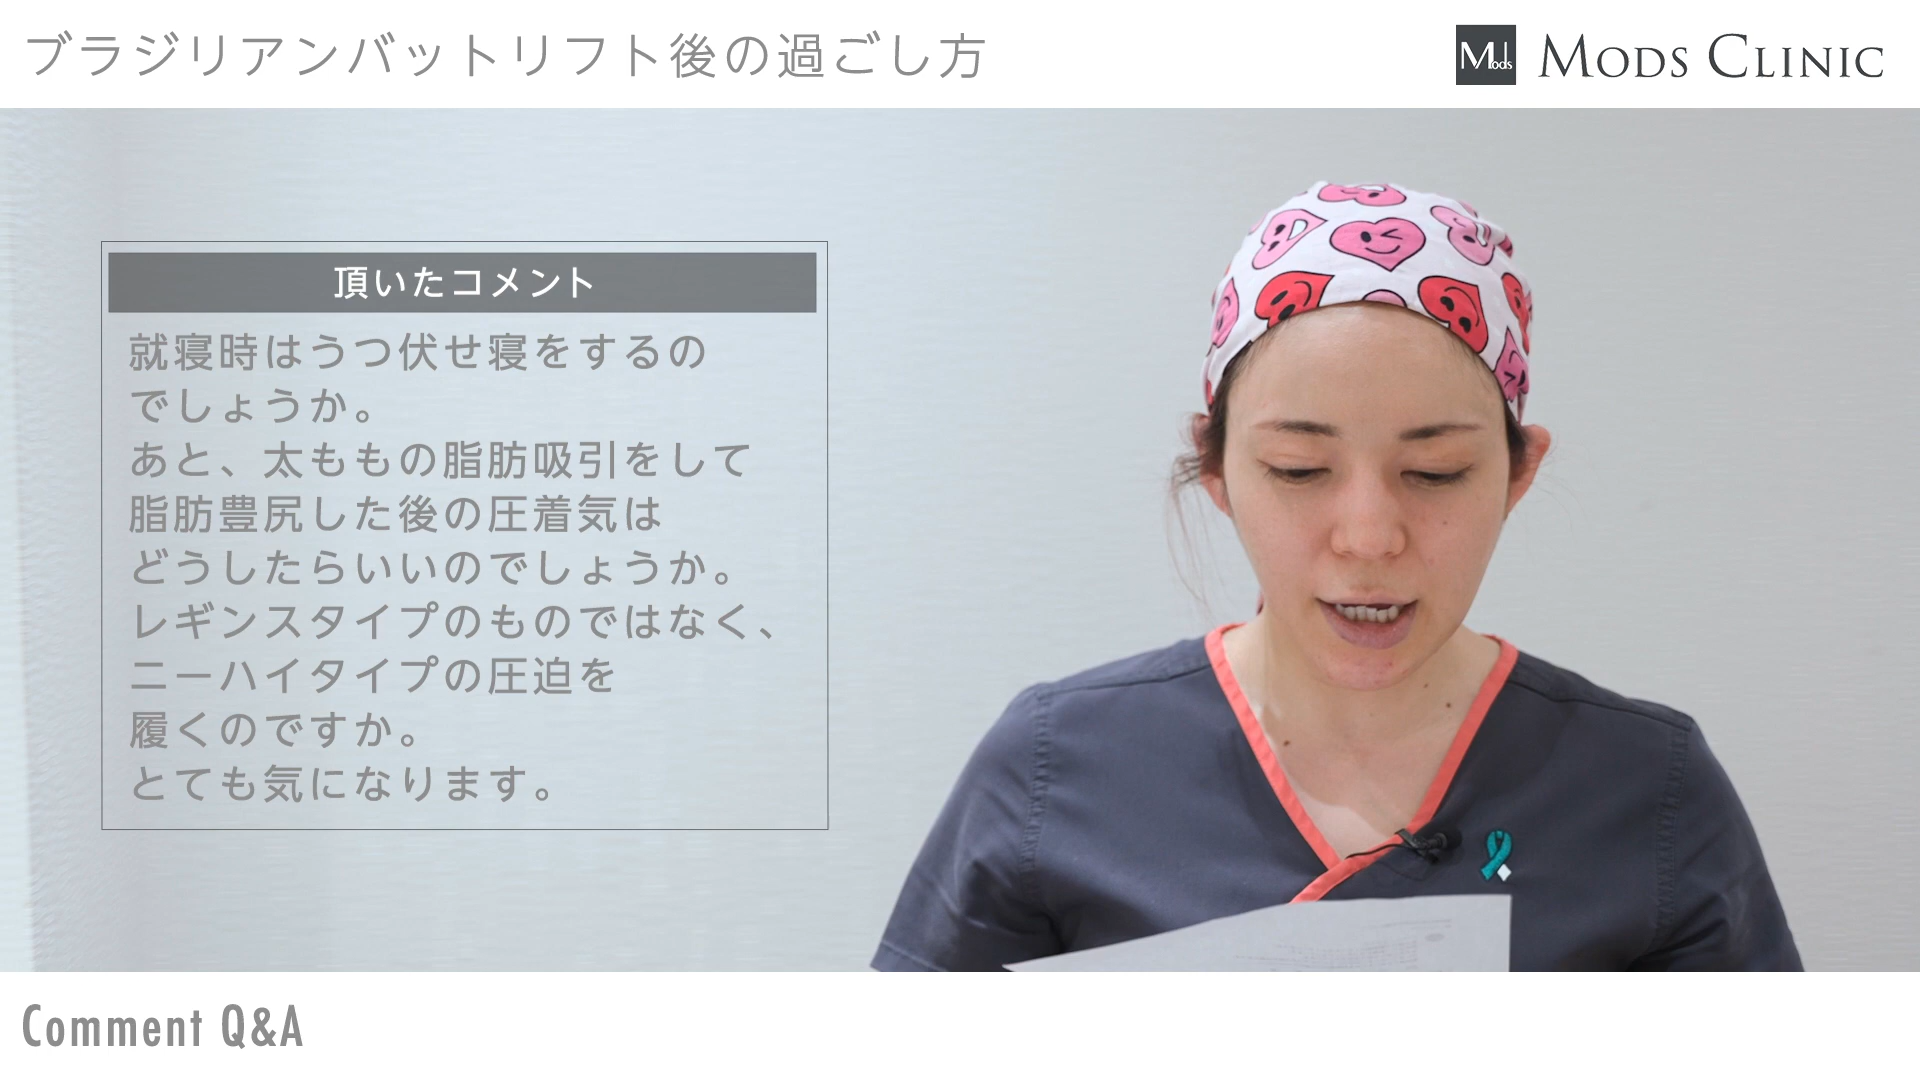 ブラジリアンバットリフト後の過ごし方
Mods
MODS CLINIC
頂いたコメント
就寝時はうつ伏せ寝をするの
でしょうか。
あと、太ももの脂肪吸引をして
脂肪豊尻した後の圧着気は
どうしたらいいのでしょうか。
レギンスタイプのものではなく、
ニーハイタイプの圧迫を
履くのですか。
とても気になります。
Comment Q&A